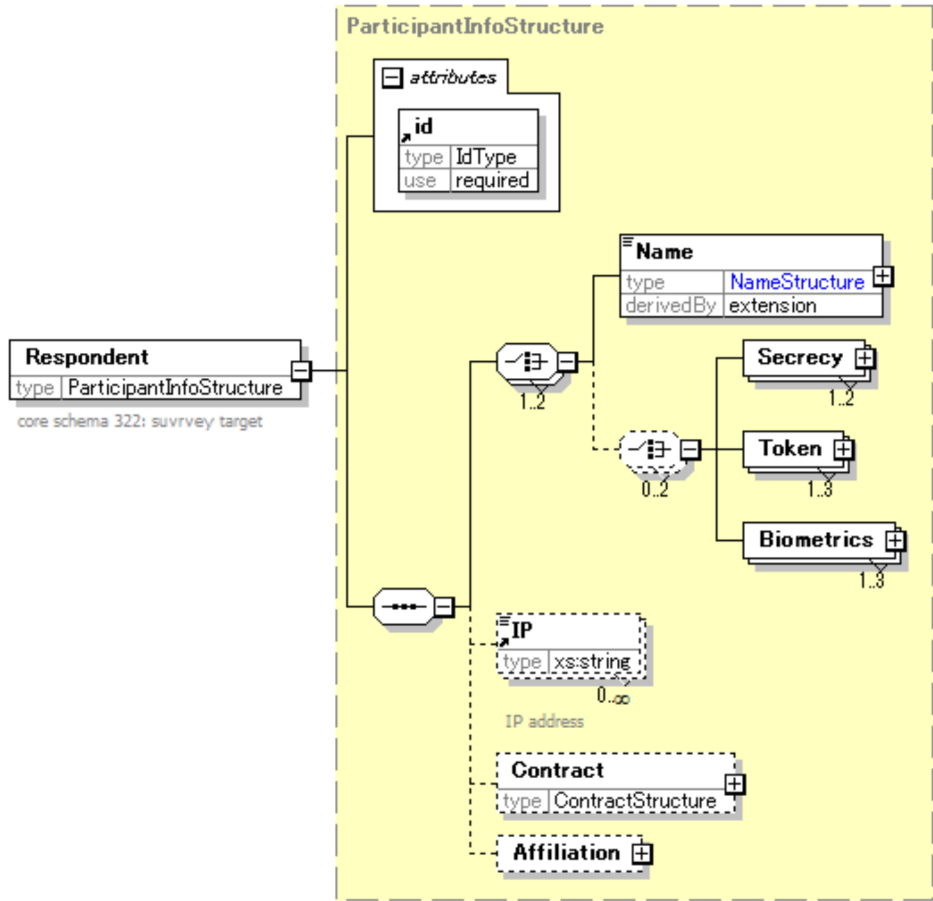 ParticipantInfoStructure
attributes
id
type IdType
use required
Name
type NameStructure
derivedBy extension
Respondent
type ParticipantInfoStructure
core schema 322: suvrvey target
1..2
Secrecy
1..2
0..2
Token
1..3
Biometrics
1..3
IP
type xs:string
0..∞
IP address
Contract
type ContractStructure
Affiliation